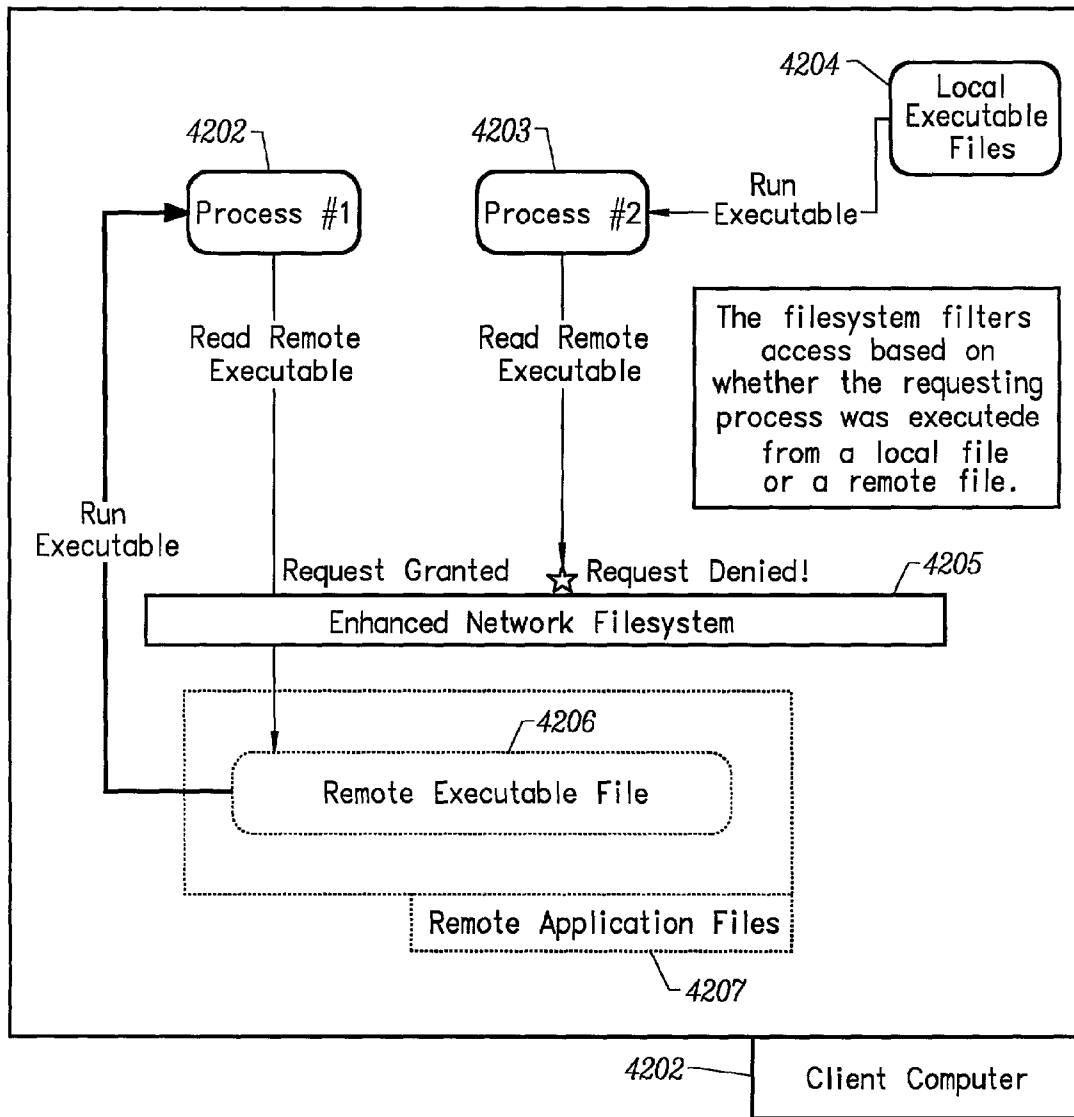 4204
Local
Executable
Files
4202
4203
Process #1
Process #2
Run
Executable
Read Remote
Executable
Read Remote
Executable
The filesystem filters
access based on
whether the requesting
process was executede
from a local file
or a remote file.
Run
Executable
Request Granted
Request Denied!
4205
Enhanced Network Filesystem
4206
Remote Executable File
Remote Application Files
4207
4202
Client Computer